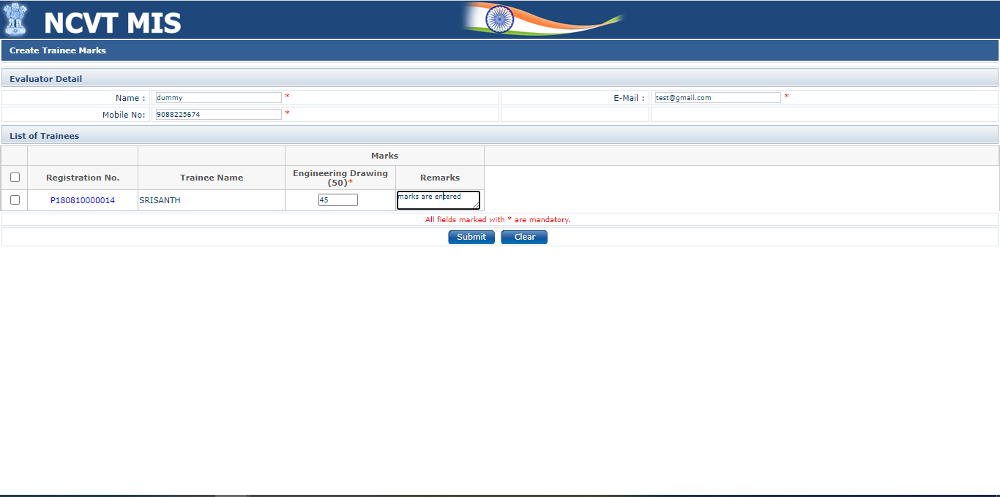 NCVT MIS
Create Trainee Marks
Evaluator Detail
Name : dummy * E-Mail : test@gmail.com *
Mobile No: 9088225674 *
List of Trainees
Marks
Registration No. Trainee Name Engineering Drawing (50)* Remarks
P180810000014 SRISANTH 45 marks are entered
All fields marked with * are mandatory.
Submit Clear